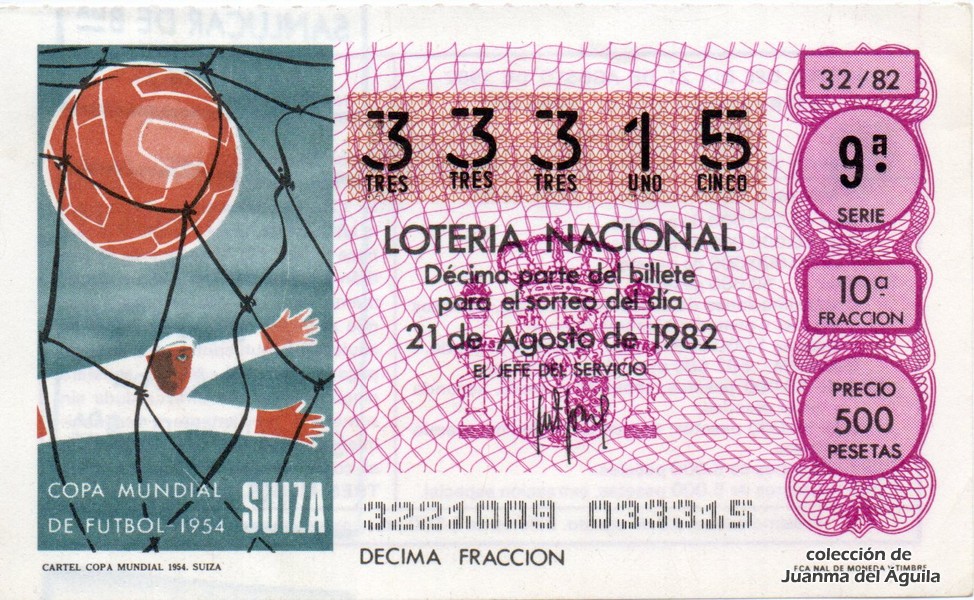 32/82
3 3 3 1 5
TRES TRES TRES UNO CINCO
9ª
SERIE
LOTERIA NACIONAL
Décima parte del billete
para el sorteo del día
21 de Agosto de 1982
EL JEFE DEL SERVICIO
10ª
FRACCION
PRECIO
500
PESETAS
COPA MUNDIAL
DE FUTBOL-1954
SUIZA
3221009 033315
CARTEL COPA MUNDIAL 1954. SUIZA
DECIMA FRACCION
colección de
Juanma del Aguila